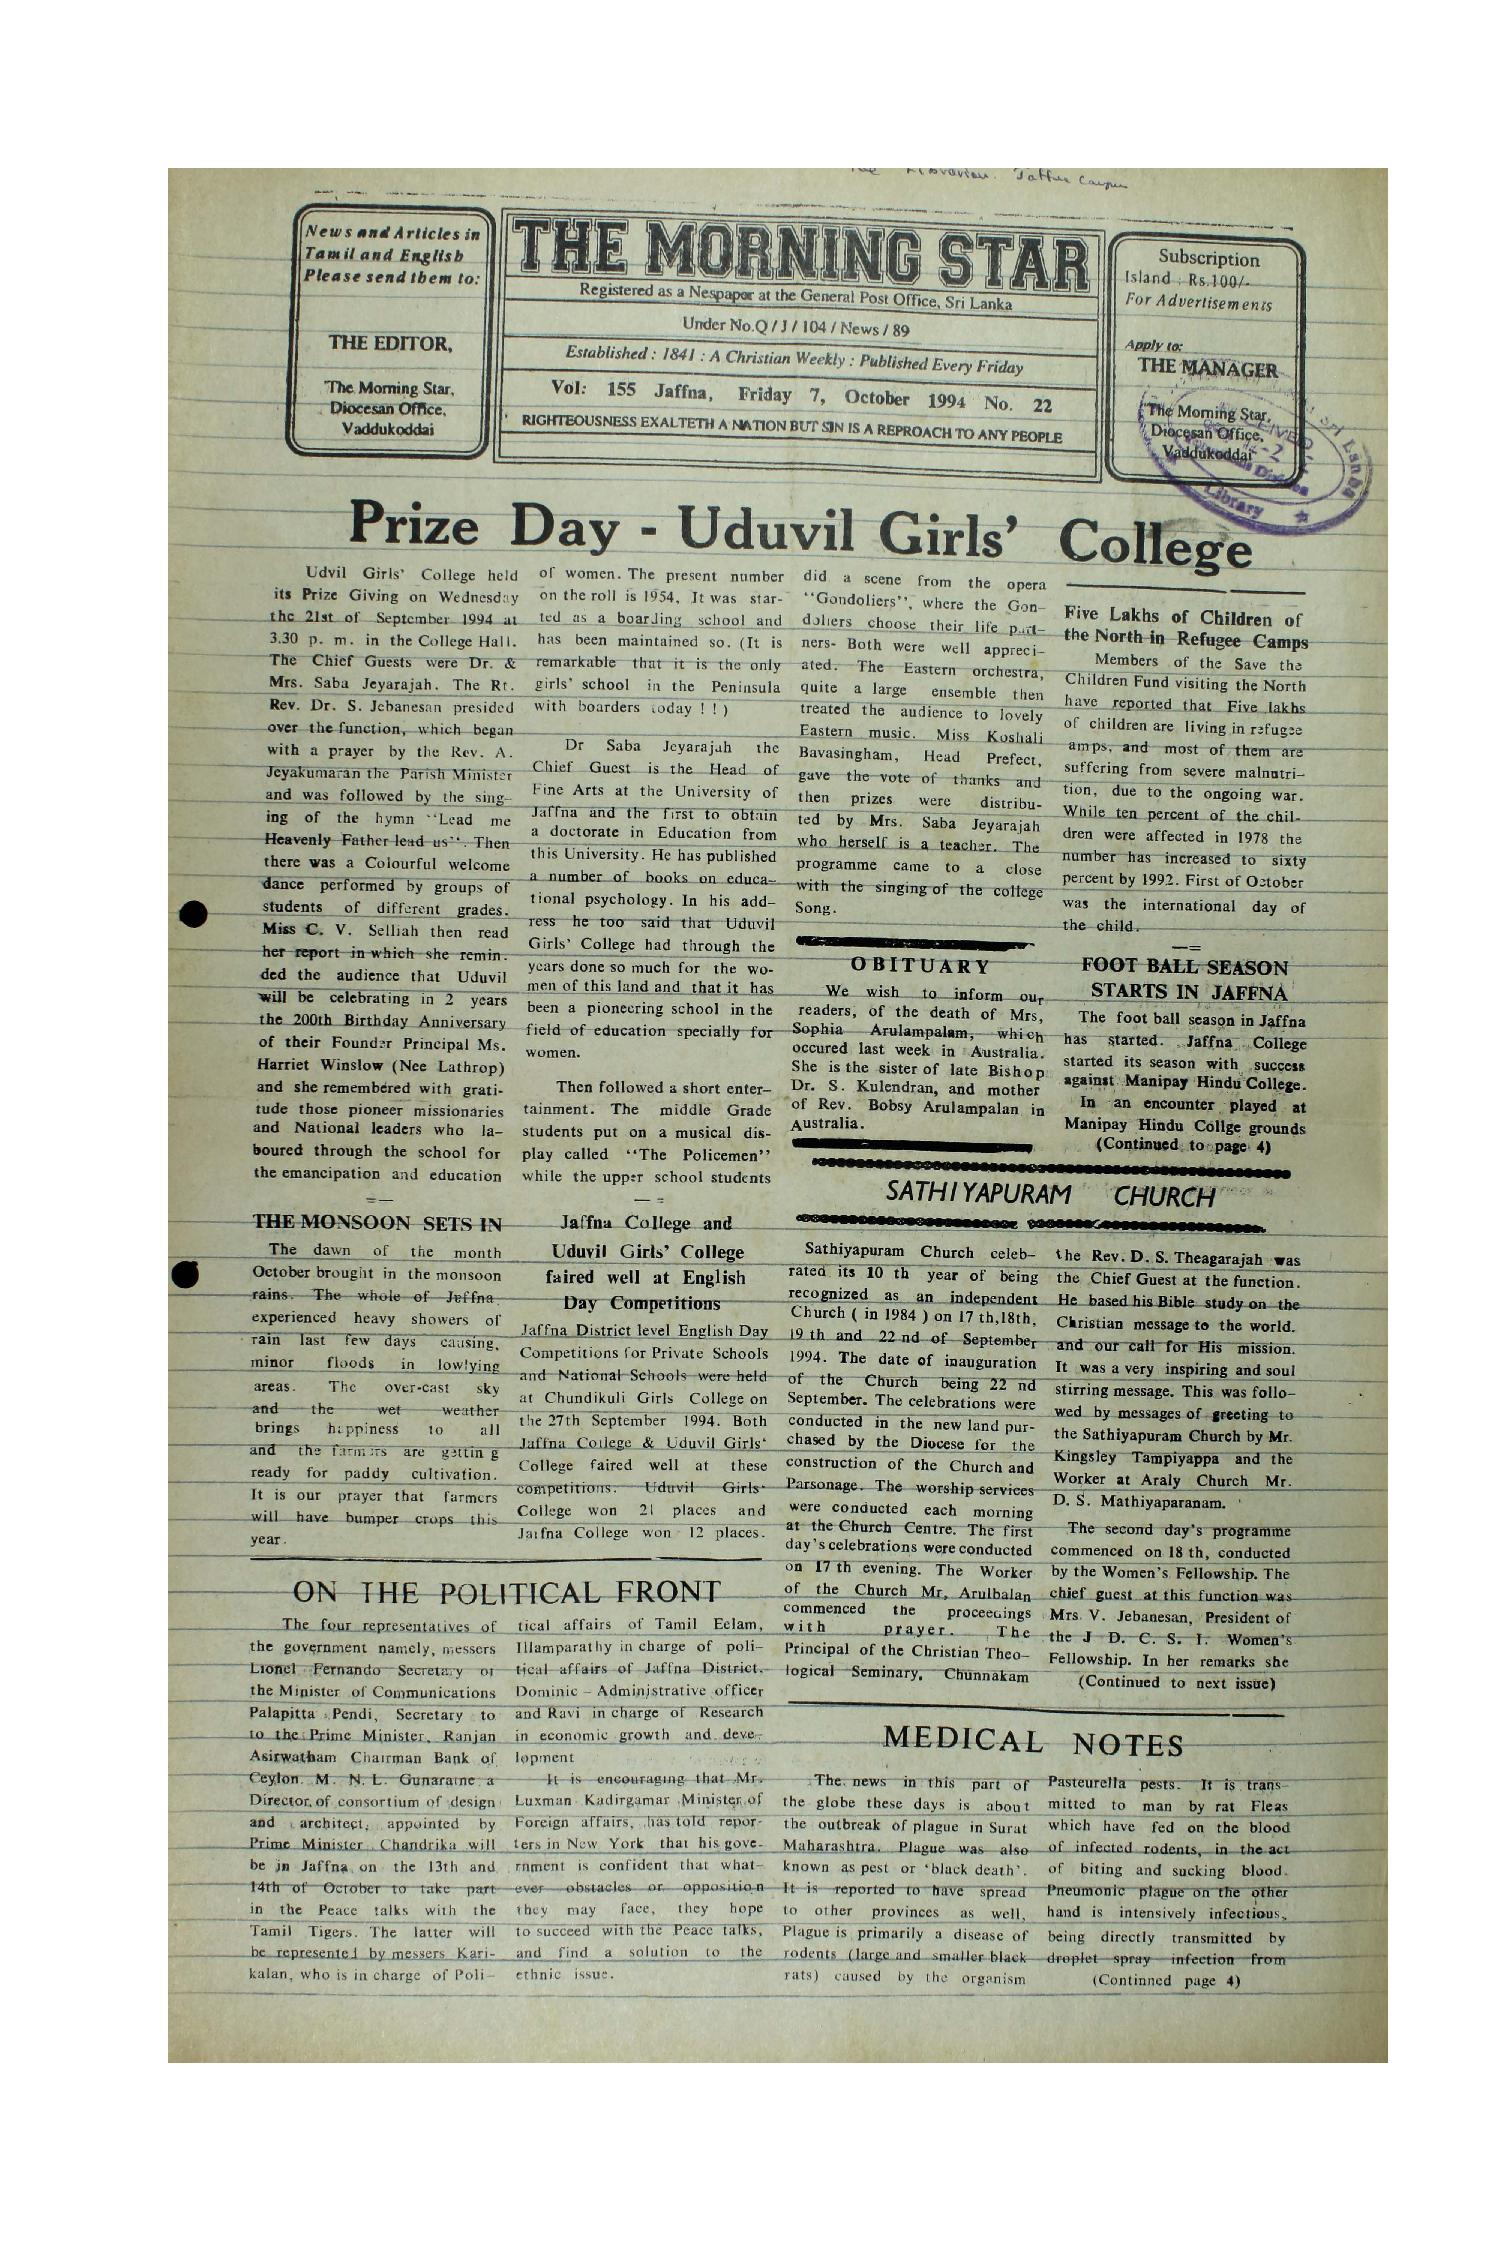 The Librarian. Jaffna Campus
News and Articles in
Tamil and English
Please send them to:
THE EDITOR,
The Morning Star,
Diocesan Office,
Vaddukoddai
THE MORNING STAR
Registered as a Nespapor at the General Post Office, Sri Lanka
Under No.Q / J / 104 / News / 89
Established : 1841 : A Christian Weekly : Published Every Friday
Vol: 155 Jaffna, Friday 7, October 1994 No. 22
RIGHTEOUSNESS EXALTETH A NATION BUT SIN IS A REPROACH TO ANY PEOPLE
Subscription
Island : Rs.100/-
For Advertisements
Apply to:
THE MANAGER
The Morning Star,
Diocesan Office,
Vaddukoddai
RECEIVED
Sri Lanka
Library
Prize Day - Uduvil Girls' College
Udvil Girls' College held
its Prize Giving on Wednesday
the 21st of September 1994 at
3.30 p. m. in the College Hall.
The Chief Guests were Dr. &
Mrs. Saba Jeyarajah. The Rt.
Rev. Dr. S. Jebanesan presided
over the function, which began
with a prayer by the Rev. A.
Jeyakumaran the Parish Minister
and was followed by the sing-
ing of the hymn "Lead me
Heavenly Father lead us". Then
there was a Colourful welcome
dance performed by groups of
students of different grades.
Miss C. V. Selliah then read
her report in which she remin.
ded the audience that Uduvil
will be celebrating in 2 years
the 200th Birthday Anniversary
of their Founder Principal Ms.
Harriet Winslow (Nee Lathrop)
and she remembered with grati-
tude those pioneer missionaries
and National leaders who la-
boured through the school for
the emancipation and education
of women. The present number
on the roll is 1954. It was star-
ted as a boarding school and
has been maintained so. (It is
remarkable that it is the only
girls' school in the Peninsula
with boarders today ! ! )
Dr Saba Jeyarajah the
Chief Guest is the Head of
Fine Arts at the University of
Jaffna and the first to obtain
a doctorate in Education from
this University. He has published
a number of books on educa-
tional psychology. In his add-
ress he too said that Uduvil
Girls' College had through the
years done so much for the wo-
men of this land and that it has
been a pioneering school in the
field of education specially for
women.
Then followed a short enter-
tainment. The middle Grade
students put on a musical dis-
play called "The Policemen"
while the upper school students
did a scene from the opera
"Gondoliers", where the Gon-
doliers choose their life part-
ners- Both were well appreci-
ated. The Eastern orchestra,
quite a large ensemble then
treated the audience to lovely
Eastern music. Miss Koshali
Bavasingham, Head Prefect,
gave the vote of thanks and
then prizes were distribu-
ted by Mrs. Saba Jeyarajah
who herself is a teacher. The
programme came to a close
with the singing of the college
Song.
OBITUARY
We wish to inform our
readers, of the death of Mrs,
Sophia Arulampalam, which
occured last week in Australia.
She is the sister of late Bishop
Dr. S. Kulendran, and mother
of Rev. Bobsy Arulampalan in
Australia.
Five Lakhs of Children of
the North in Refugee Camps
Members of the Save the
Children Fund visiting the North
have reported that Five lakhs
of children are living in refugee
amps, and most of them are
suffering from severe malnutri-
tion, due to the ongoing war.
While ten percent of the chil-
dren were affected in 1978 the
number has increased to sixty
percent by 1992. First of October
was the international day of
the child.
FOOT BALL SEASON
STARTS IN JAFFNA
The foot ball season in Jaffna
has started. Jaffna College
started its season with success
against Manipay Hindu College.
In an encounter played at
Manipay Hindu Collge grounds
(Continued to page 4)
THE MONSOON SETS IN
The dawn of the month
October brought in the monsoon
rains. The whole of Jaffna
experienced heavy showers of
rain last few days causing,
minor floods in lowlying
areas. The over-cast sky
and the wet weather
brings happiness to all
and the farmers are gettin g
ready for paddy cultivation.
It is our prayer that farmers
will have bumper crops this
year.
Jaffna College and
Uduvil Girls' College
faired well at English
Day Competitions
Jaffna District level English Day
Competitions for Private Schools
and National Schools were held
at Chundikuli Girls College on
the 27th September 1994. Both
Jaffna College & Uduvil Girls'
College faired well at these
competitions. Uduvil Girls'
College won 21 places and
Jaffna College won 12 places.
SATHIYAPURAM CHURCH
Sathiyapuram Church celeb-
rated its 10 th year of being
recognized as an independent
Church ( in 1984 ) on 17 th,18th,
19 th and 22 nd of September
1994. The date of inauguration
of the Church being 22 nd
September. The celebrations were
conducted in the new land pur-
chased by the Diocese for the
construction of the Church and
Parsonage. The worship services
were conducted each morning
at the Church Centre. The first
day's celebrations were conducted
on 17 th evening. The Worker
of the Church Mr, Arulbalan
commenced the proceedings
with prayer. The
Principal of the Christian Theo-
logical Seminary, Chunnakam
the Rev. D. S. Theagarajah was
the Chief Guest at the function.
He based his Bible study on the
Christian message to the world.
and our call for His mission.
It was a very inspiring and soul
stirring message. This was follo-
wed by messages of greeting to
the Sathiyapuram Church by Mr.
Kingsley Tampiyappa and the
Worker at Araly Church Mr.
D. S. Mathiyaparanam.
The second day's programme
commenced on 18 th, conducted
by the Women's Fellowship. The
chief guest at this function was
Mrs. V. Jebanesan, President of
the J D. C. S. I. Women's
Fellowship. In her remarks she
(Continued to next issue)
ON THE POLITICAL FRONT
The four representatives of
the government namely, messers
Lionel Fernando Secretary of
the Minister of Communications
Palapitta Pendi, Secretary to
to the Prime Minister, Ranjan
Asirwatham Chairman Bank of
Ceylon. M. N. L. Gunaratne a
Director, of consortium of design
and architect, appointed by
Prime Minister Chandrika will
be in Jaffna on the 13th and
14th of October to take part
in the Peace talks with the
Tamil Tigers. The latter will
be represented by messers Kari-
kalan, who is in charge of Poli-
tical affairs of Tamil Eelam,
Illamparathy in charge of poli-
tical affairs of Jaffna District.
Dominic - Administrative officer
and Ravi in charge of Research
in economic growth and deve-
lopment
It is encouraging that Mr.
Luxman Kadirgamar Minister of
Foreign affairs, has told repor-
ters in New York that his gove-
rnment is confident that what-
ever obstacles or opposition
they may face, they hope
to succeed with the Peace talks,
and find a solution to the
ethnic issue.
MEDICAL NOTES
The news in this part of
the globe these days is about
the outbreak of plague in Surat
Maharashtra. Plague was also
known as pest or 'black death'.
It is reported to have spread
to other provinces as well,
Plague is primarily a disease of
rodents (large and smaller black
rats) caused by the organism
Pasteurella pests. It is trans-
mitted to man by rat Fleas
which have fed on the blood
of infected rodents, in the act
of biting and sucking blood.
Pneumonic plague on the other
hand is intensively infectious,
being directly transmitted by
droplet spray infection from
(Continned page 4)